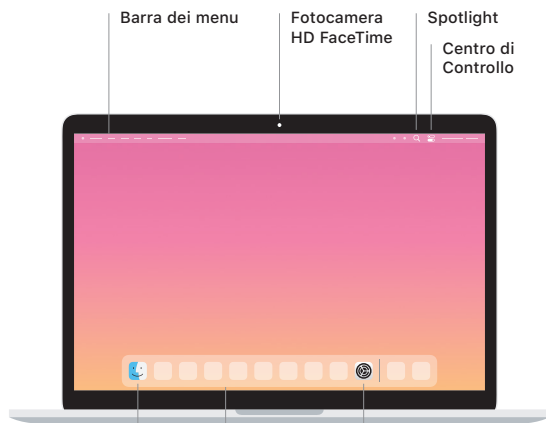 Barra dei menu
Fotocamera
HD FaceTime
Spotlight
Centro di
Controllo